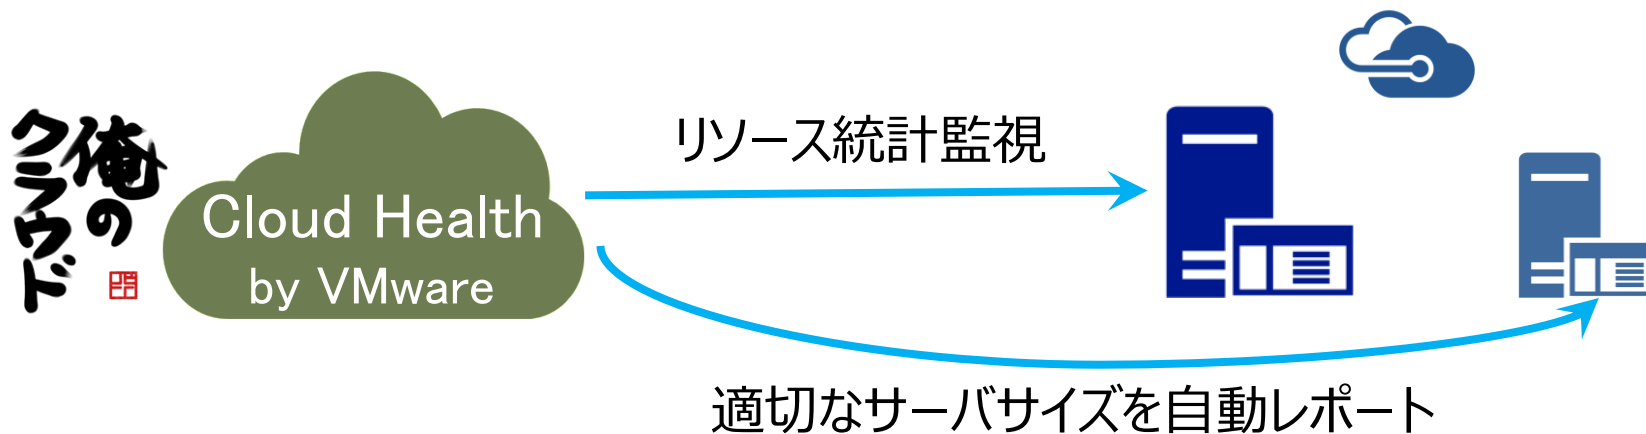 俺の
クラウド
Cloud Health
by VMware
リソース統計監視
適切なサーバサイズを自動レポート